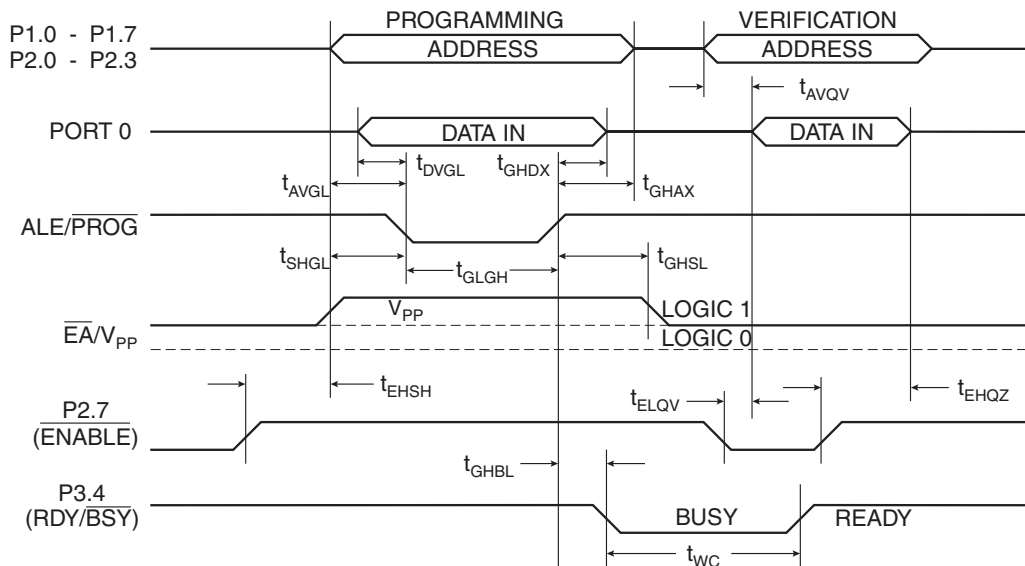 PROGRAMMING VERIFICATION
P1.0 - P1.7
P2.0 - P2.3
ADDRESS ADDRESS
tAVQV
PORT 0 DATA IN DATA IN
tDVGL tGHDX
tAVGL tGHAX
ALE/PROG
tSHGL tGLGH tGHSL
VPP LOGIC 1
EA/VPP LOGIC 0
tEHSH tELQV tEHQZ
P2.7
(ENABLE)
tGHBL
P3.4
(RDY/BSY) BUSY READY
tWC